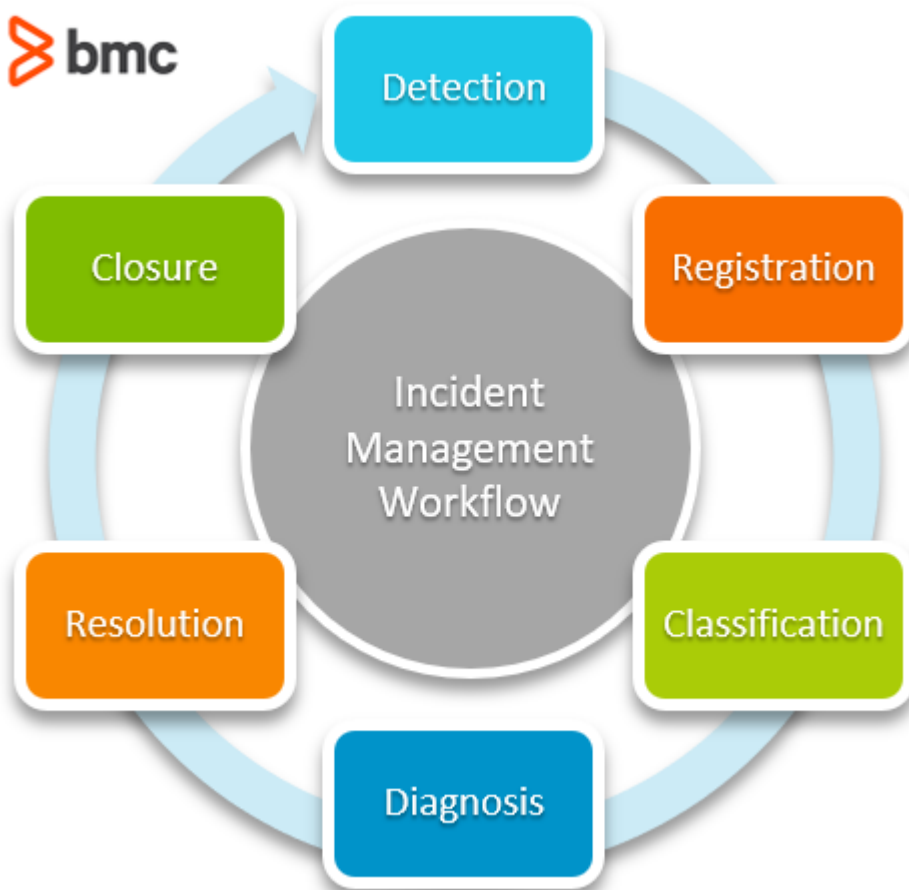 bmc
Detection
Registration
Classification
Diagnosis
Resolution
Closure
Incident
Management
Workflow